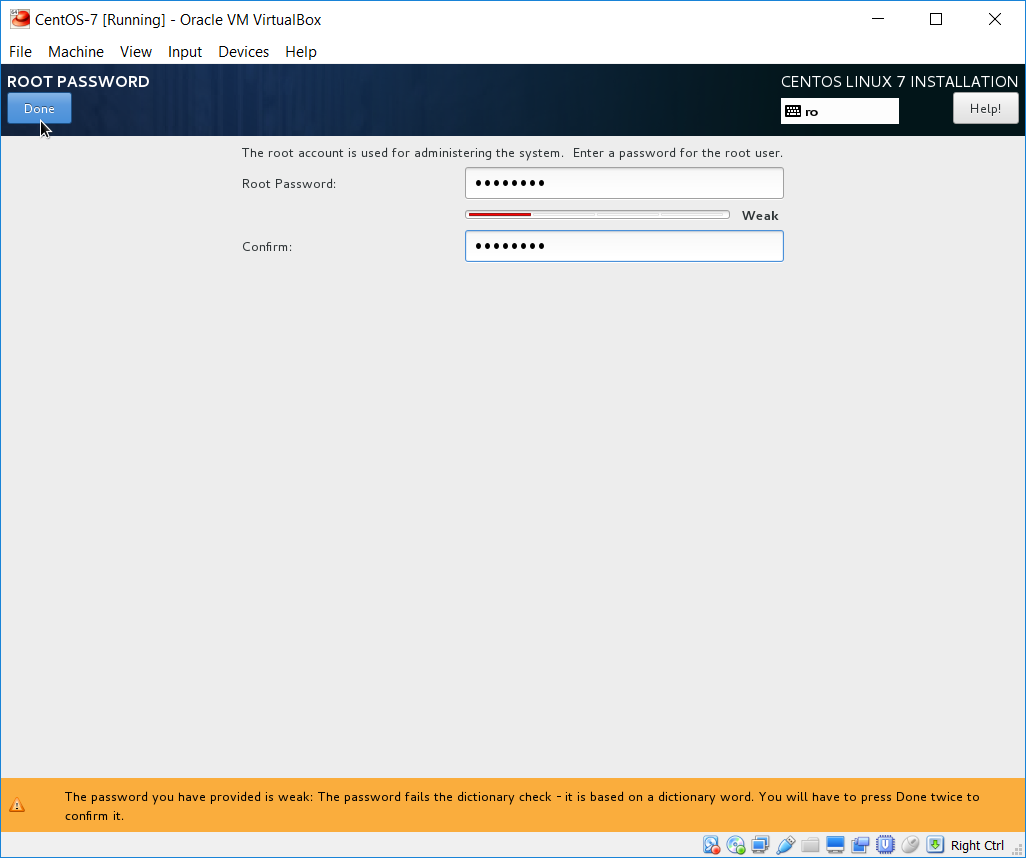 CentOS-7 [Running] - Oracle VM VirtualBox
File Machine View Input Devices Help
ROOT PASSWORD
CENTOS LINUX 7 INSTALLATION
Done
ro
Help!
The root account is used for administering the system. Enter a password for the root user.
Root Password:
••••••••
Weak
Confirm:
••••••••
The password you have provided is weak: The password fails the dictionary check - it is based on a dictionary word. You will have to press Done twice to
confirm it.
Right Ctrl